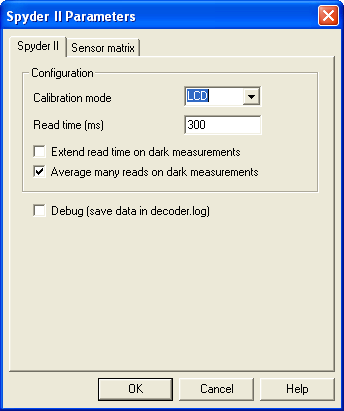 Spyder II Parameters
Spyder II
Sensor matrix
Configuration
Calibration mode
LCD
Read time (ms)
300
Extend read time on dark measurements
Average many reads on dark measurements
Debug (save data in decoder.log)
OK
Cancel
Help